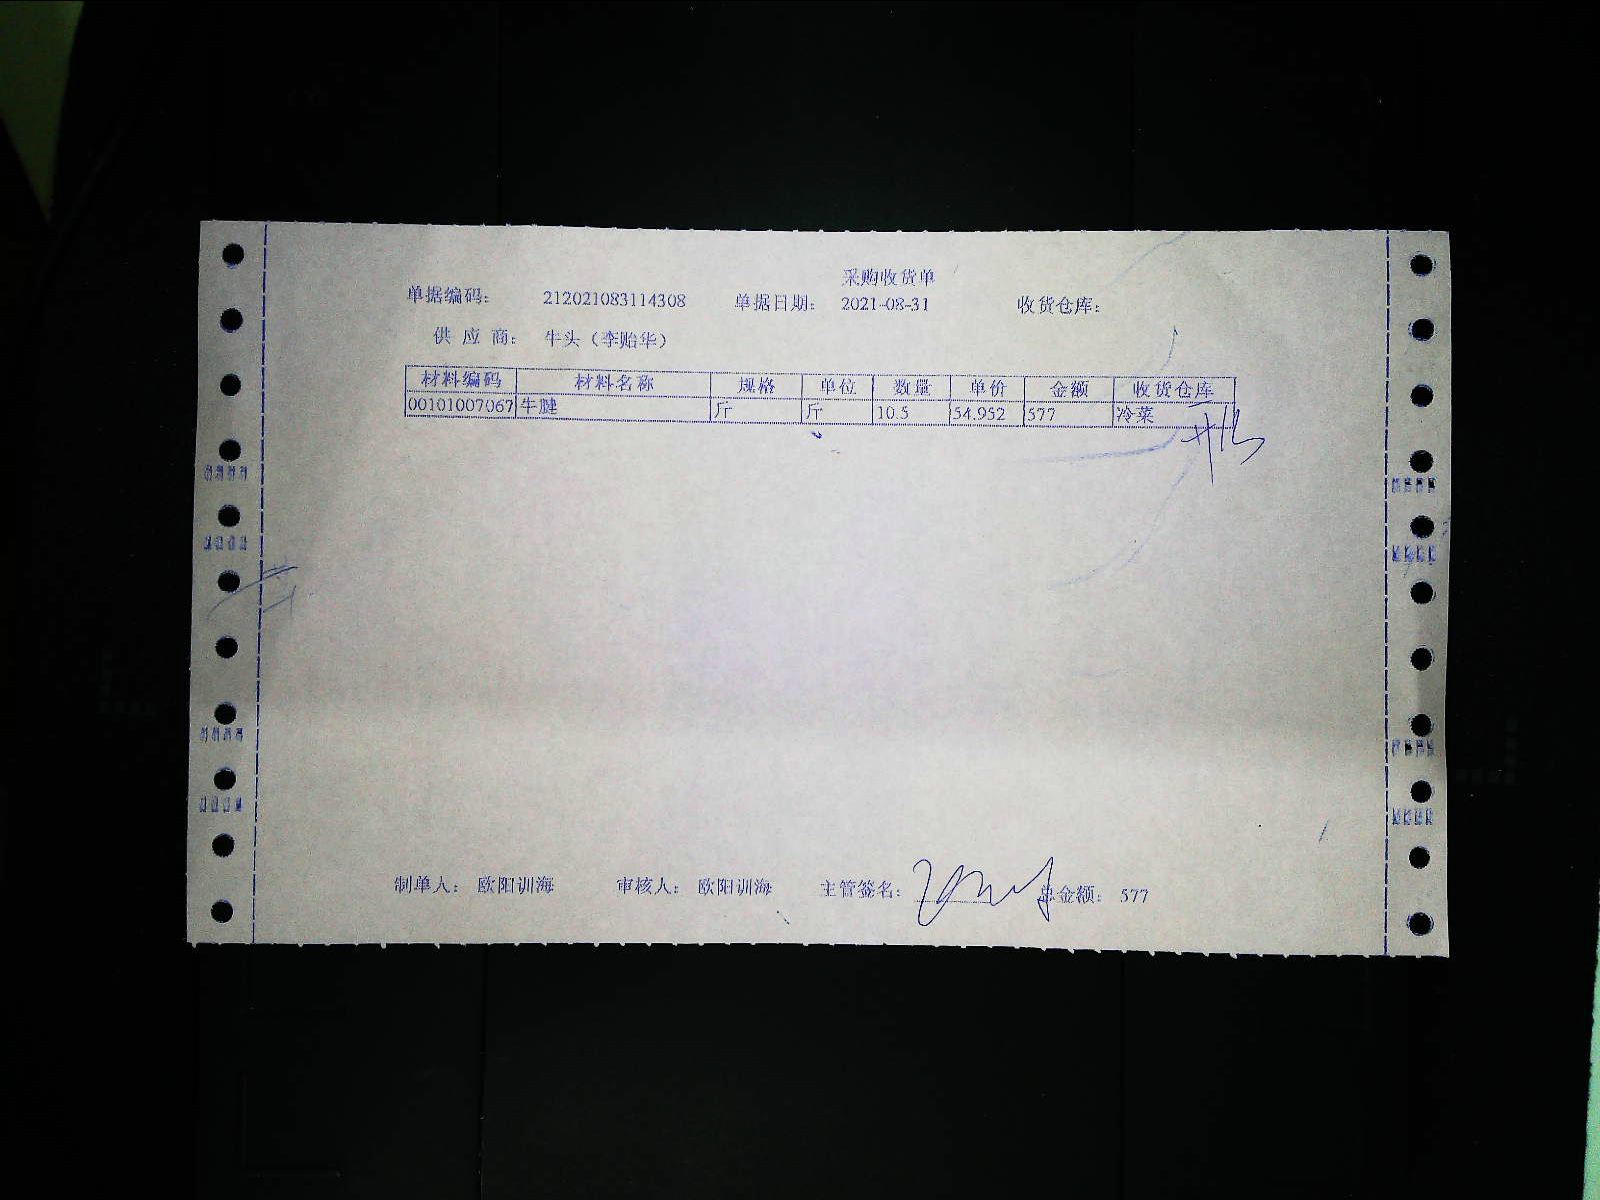 采购收货单
单据编码： 212021083114308 单据日期： 2021-08-31 收货仓库：
供 应 商： 牛头（李贻华）
材料编码 材料名称 规格 单位 数量 单价 金额 收货仓库
00101007067 牛腱 斤 斤 10.5 54.952 577 冷菜
制单人： 欧阳训海 审核人： 欧阳训海 主管签名： 总金额： 577